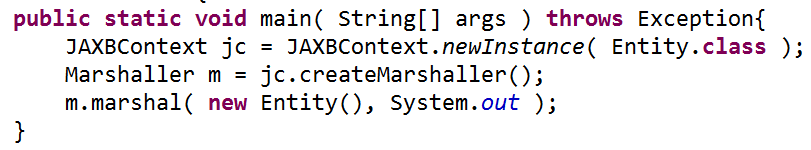 public static void main( String[] args ) throws Exception{
    JAXBContext jc = JAXBContext.newInstance( Entity.class );
    Marshaller m = jc.createMarshaller();
    m.marshal( new Entity(), System.out );
}